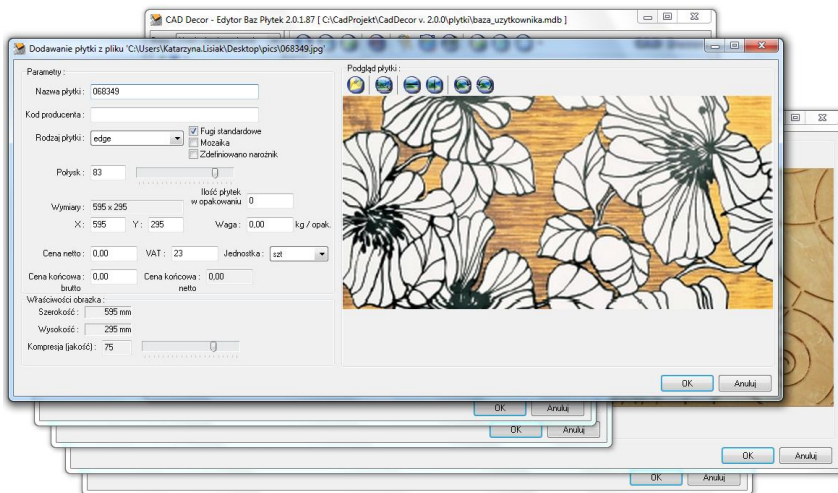 CAD Decor - Edytor Baz Płytek 2.0.1.87 [ C:\CadProjekt\CadDecor v. 2.0.0\plytki\baza_uzytkownika.mdb ]
Dodawanie płytki z pliku 'C:\Users\Katarzyna.Lisiak\Desktop\pics\068349.jpg'
Parametry :
Nazwa płytki : 068349
Kod producenta :
Rodzaj płytki : edge
Fugi standardowe
Mozaika
Zdefiniowano narożnik
Połysk : 83
Ilość płytek
w opakowaniu 0
Wymiary : 595 x 295
X : 595 Y : 295 Waga : 0,00 kg / opak.
Cena netto : 0,00 VAT : 23 Jednostka : szt
Cena końcowa : 0,00 Cena końcowa : 0,00
brutto netto
Właściwości obrazka :
Szerokość : 595 mm
Wysokość : 295 mm
Kompresja (jakość) : 75
Podgląd płytki :
OK Anuluj
OK Anuluj
OK Anuluj
OK Anuluj
OK Anuluj